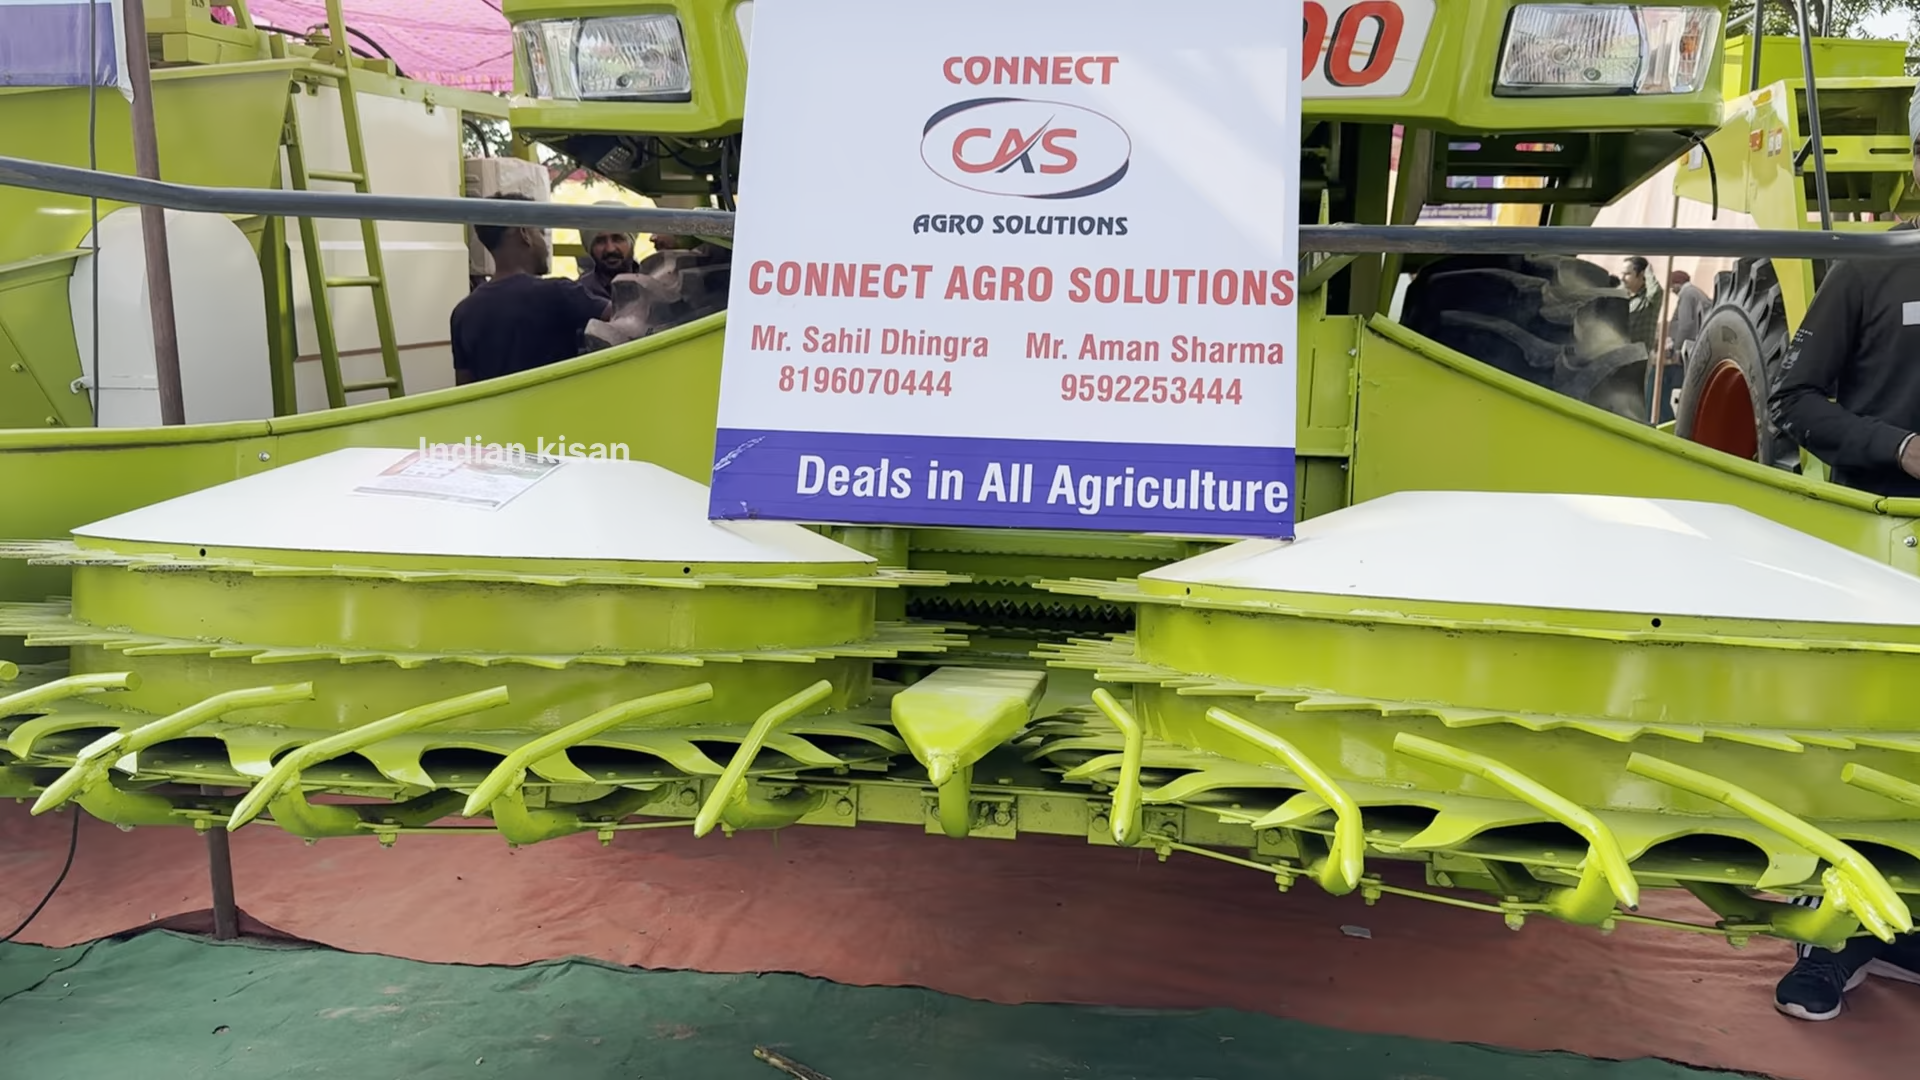 CONNECT
CAS
AGRO SOLUTIONS
CONNECT AGRO SOLUTIONS
Mr. Sahil Dhingra Mr. Aman Sharma
8196070444 9592253444
Deals in All Agriculture
00
Indian kisan